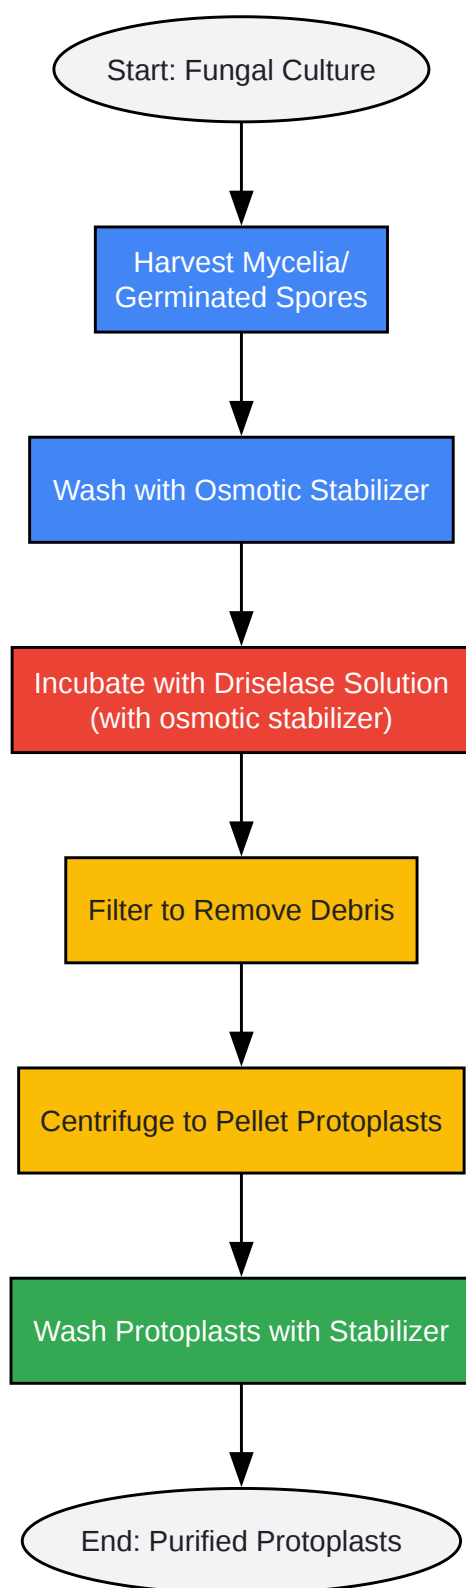 Start: Fungal Culture
Harvest Mycelia/
Germinated Spores
Wash with Osmotic Stabilizer
Incubate with Driselase Solution
(with osmotic stabilizer)
Filter to Remove Debris
Centrifuge to Pellet Protoplasts
Wash Protoplasts with Stabilizer
End: Purified Protoplasts